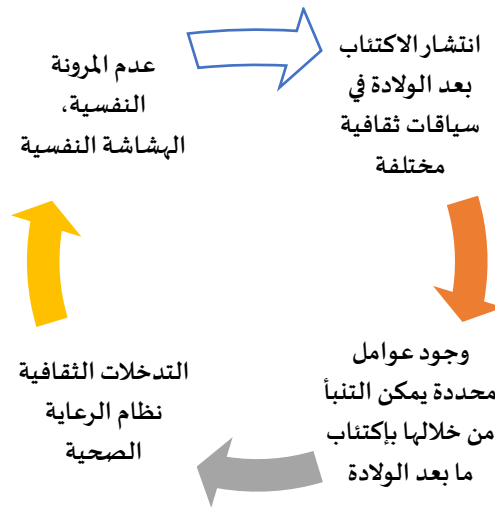 انتشار الاكتئاب
بعد الولادة في
سياقات ثقافية
مختلفة
وجود عوامل
محددة يمكن التنبأ
من خلالها بإكتئاب
ما بعد الولادة
التدخلات الثقافية
نظام الرعاية
الصحية
عدم المرونة
النفسية،
الهشاشة النفسية